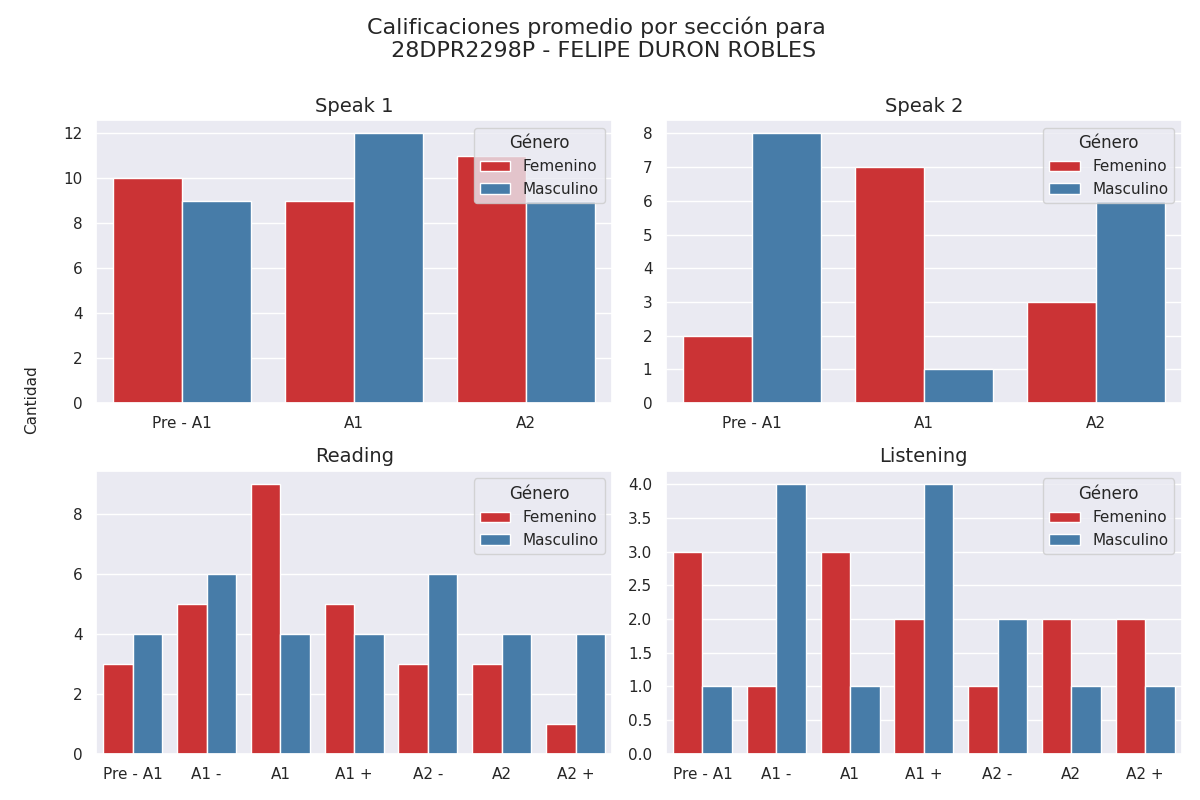 Calificaciones promedio por sección para
28DPR2298P - FELIPE DURON ROBLES
Cantidad
Speak 1
12
10
8
6
4
2
0
Pre - A1
A1
A2
Género
Femenino
Masculino
Speak 2
8
7
6
5
4
3
2
1
0
Pre - A1
A1
A2
Género
Femenino
Masculino
Reading
8
6
4
2
0
Pre - A1
A1 -
A1
A1 +
A2 -
A2
A2 +
Género
Femenino
Masculino
Listening
4.0
3.5
3.0
2.5
2.0
1.5
1.0
0.5
0.0
Pre - A1
A1 -
A1
A1 +
A2 -
A2
A2 +
Género
Femenino
Masculino